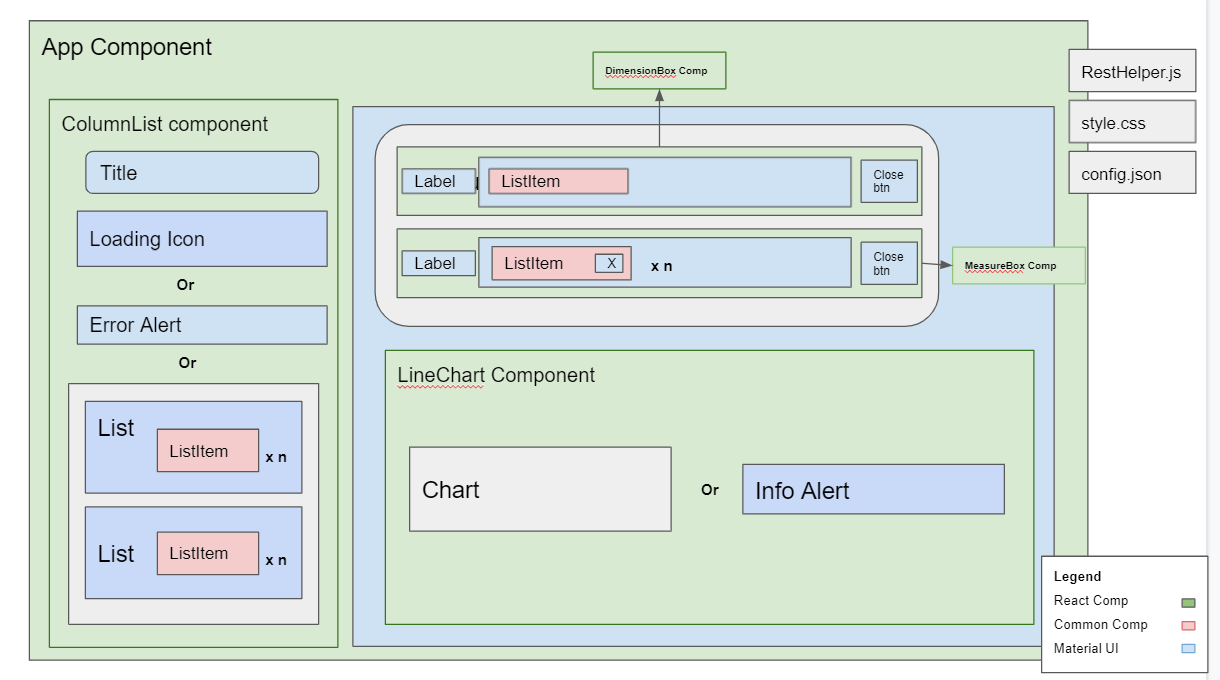 App Component
DimensionBox Comp
RestHelper.js
style.css
config.json
ColumnList component
Title
Loading Icon
Or
Error Alert
Or
List
ListItem
x n
List
ListItem
x n
Label
ListItem
Close
btn
Label
ListItem
X
x n
Close
btn
MeasureBox Comp
LineChart Component
Chart
Or
Info Alert
Legend
React Comp
Common Comp
Material UI